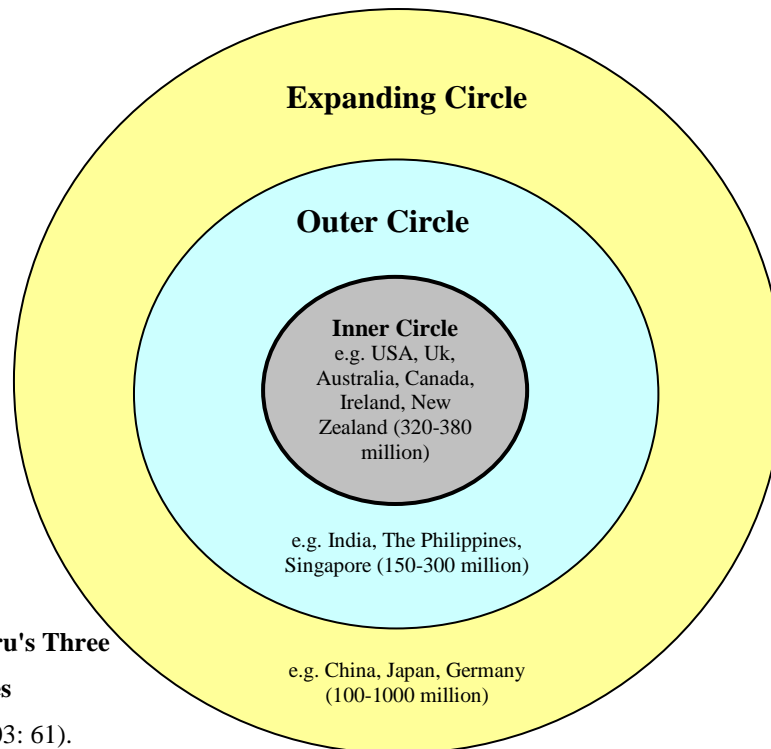 Expanding Circle
Outer Circle
Inner Circle
e.g. USA, Uk,
Australia, Canada,
Ireland, New
Zealand (320-380
million)
e.g. India, The Philippines,
Singapore (150-300 million)
e.g. China, Japan, Germany
(100-1000 million)
ru's Three
es
03: 61).